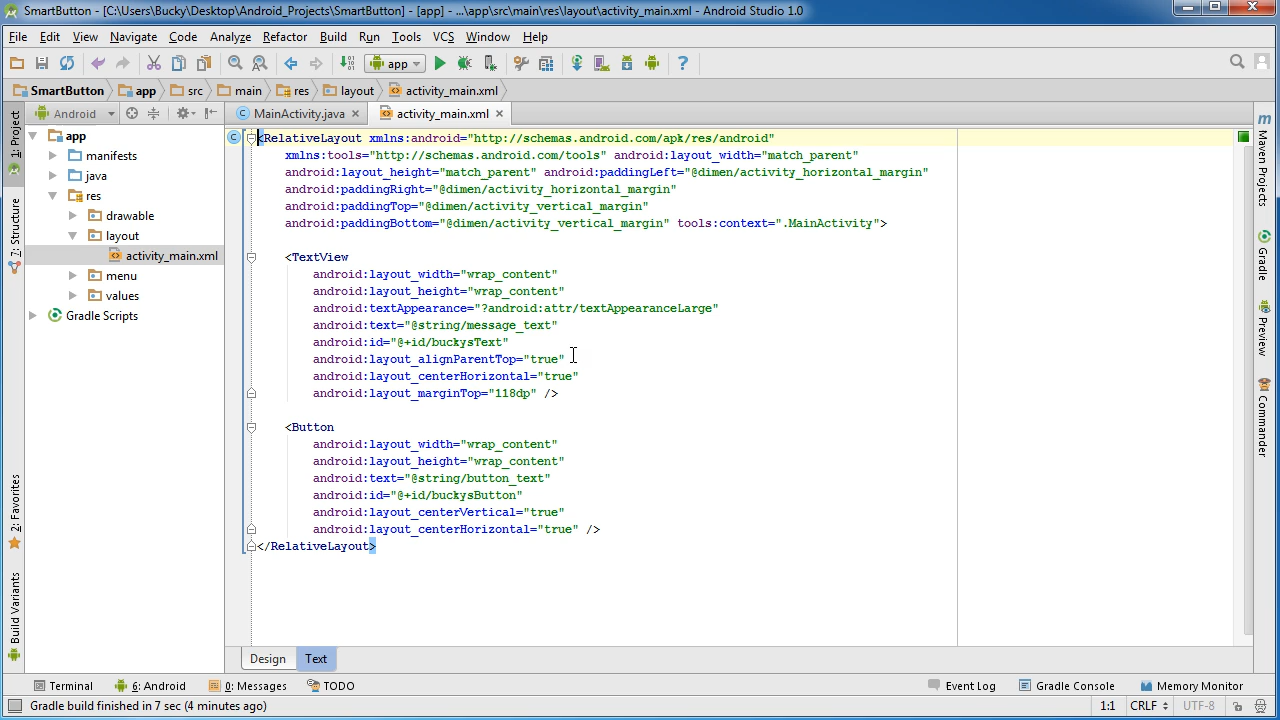 SmartButton - [C:\Users\Bucky\Desktop\Android_Projects\SmartButton] - [app] - ...\app\src\main\res\layout\activity_main.xml - Android Studio 1.0
File Edit View Navigate Code Analyze Refactor Build Run Tools VCS Window Help
app
SmartButton app src main res layout activity_main.xml
1: Project
7: Structure
2: Favorites
Build Variants
Android
app
manifests
java
res
drawable
layout
activity_main.xml
menu
values
Gradle Scripts
MainActivity.java activity_main.xml
<RelativeLayout xmlns:android="http://schemas.android.com/apk/res/android"
xmlns:tools="http://schemas.android.com/tools" android:layout_width="match_parent"
android:layout_height="match_parent" android:paddingLeft="@dimen/activity_horizontal_margin"
android:paddingRight="@dimen/activity_horizontal_margin"
android:paddingTop="@dimen/activity_vertical_margin"
android:paddingBottom="@dimen/activity_vertical_margin" tools:context=".MainActivity">
<TextView
android:layout_width="wrap_content"
android:layout_height="wrap_content"
android:textAppearance="?android:attr/textAppearanceLarge"
android:text="@string/message_text"
android:id="@+id/buckysText"
android:layout_alignParentTop="true"
android:layout_centerHorizontal="true"
android:layout_marginTop="118dp" />
<Button
android:layout_width="wrap_content"
android:layout_height="wrap_content"
android:text="@string/button_text"
android:id="@+id/buckysButton"
android:layout_centerVertical="true"
android:layout_centerHorizontal="true" />
</RelativeLayout>
Design Text
m Maven Projects
Gradle
Preview
Commander
Terminal 6: Android 0: Messages TODO Event Log Gradle Console Memory Monitor
Gradle build finished in 7 sec (4 minutes ago) 1:1 CRLF UTF-8